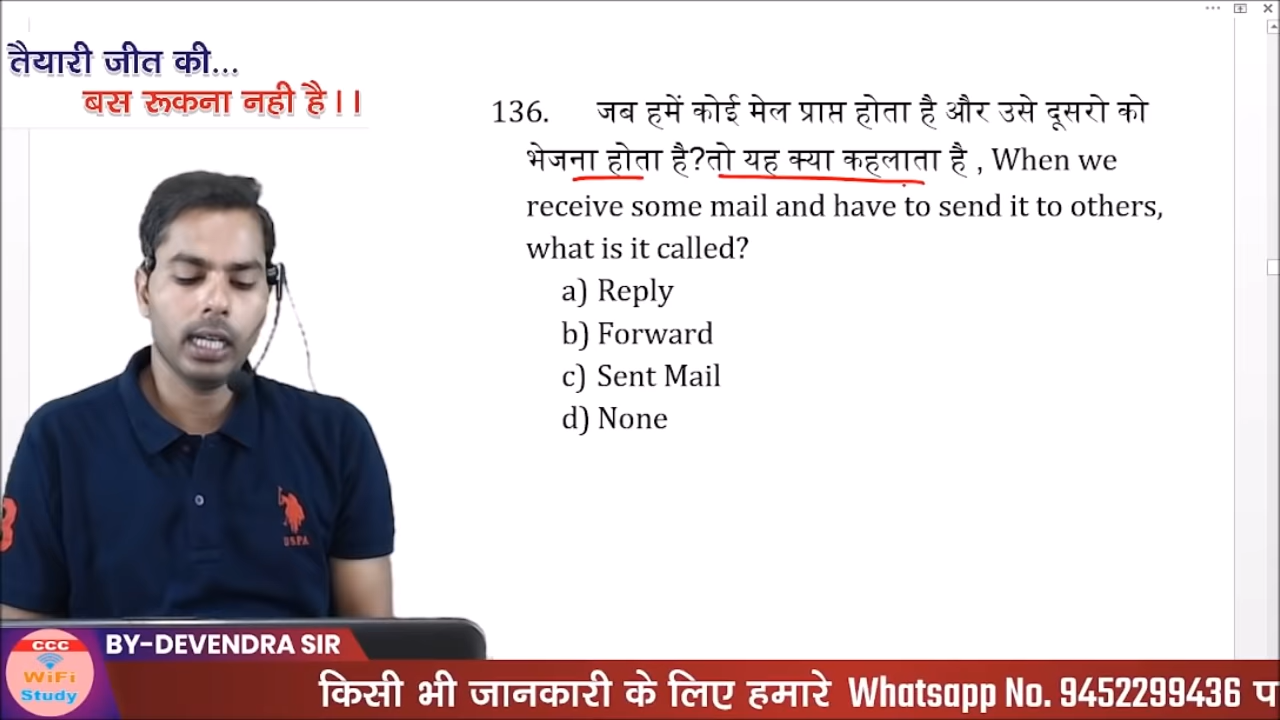 तैयारी जीत की...
बस रूकना नही है।।
136. जब हमें कोई मेल प्राप्त होता है और उसे दूसरो को
भेजना होता है?तो यह क्या कहलाता है , When we
receive some mail and have to send it to others,
what is it called?
a) Reply
b) Forward
c) Sent Mail
d) None
U.S.P.A
CCC
WiFi
Study
BY-DEVENDRA SIR
किसी भी जानकारी के लिए हमारे Whatsapp No. 9452299436 प